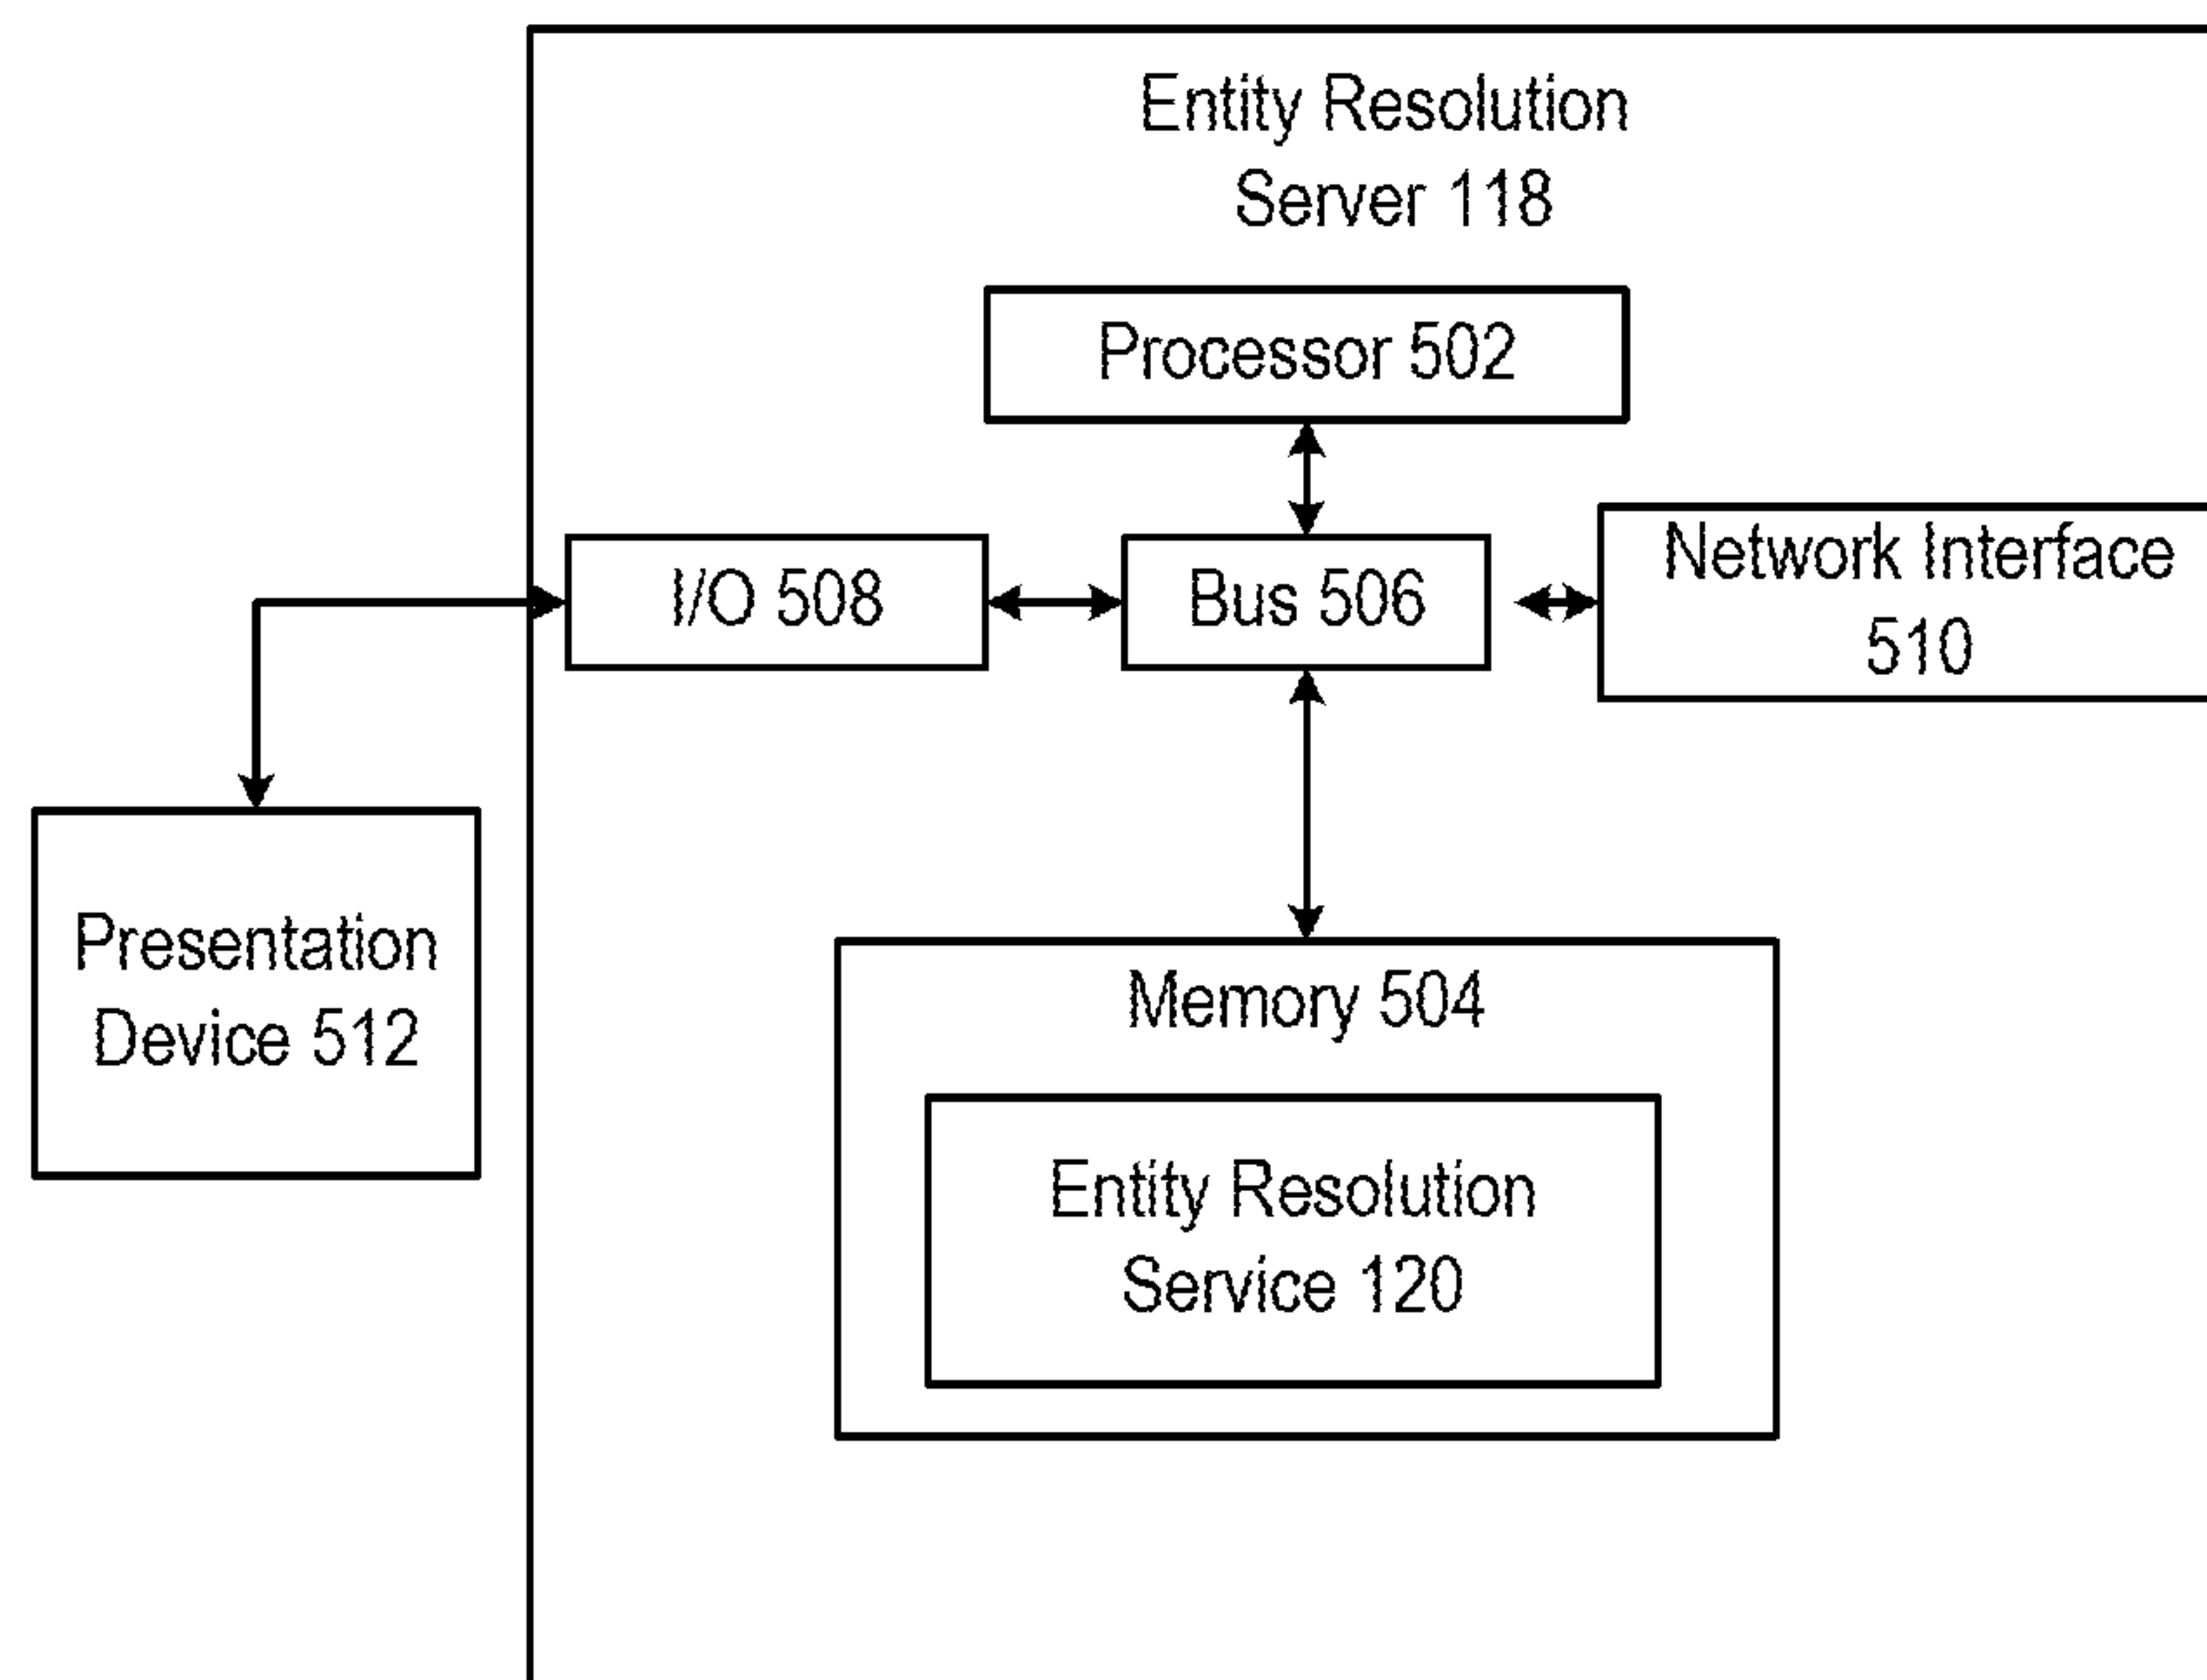 Entity Resolution
Server 118
Processor 502
I/O 508
Bus 506
Network Interface
510
Presentation
Device 512
Memory 504
Entity Resolution
Service 120